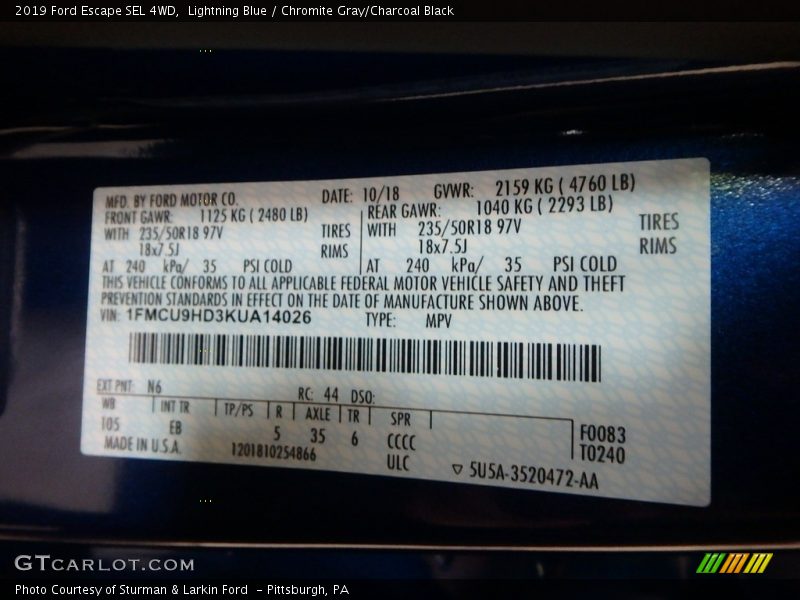 2019 Ford Escape SEL 4WD,  Lightning Blue / Chromite Gray/Charcoal Black
MFD. BY FORD MOTOR CO. DATE: 10/18 GVWR: 2159 KG ( 4760 LB)
FRONT GAWR: 1125 KG ( 2480 LB) REAR GAWR: 1040 KG ( 2293 LB)
WITH 235/50R18 97V TIRES WITH 235/50R18 97V TIRES
18x7.5J RIMS 18x7.5J RIMS
AT 240 kPa/ 35 PSI COLD AT 240 kPa/ 35 PSI COLD
THIS VEHICLE CONFORMS TO ALL APPLICABLE FEDERAL MOTOR VEHICLE SAFETY AND THEFT
PREVENTION STANDARDS IN EFFECT ON THE DATE OF MANUFACTURE SHOWN ABOVE.
VIN: 1FMCU9HD3KUA14026 TYPE: MPV
EXT PNT: N6 RC: 44 DSO:
WB INT TR TP/PS R AXLE TR SPR
105 EB 5 35 6 CCCC F0083
MADE IN U.S.A. 1201810254866 ULC T0240
▽ 5U5A-3520472-AA
GTCARLOT.COM
Photo Courtesy of Sturman & Larkin Ford  - Pittsburgh, PA